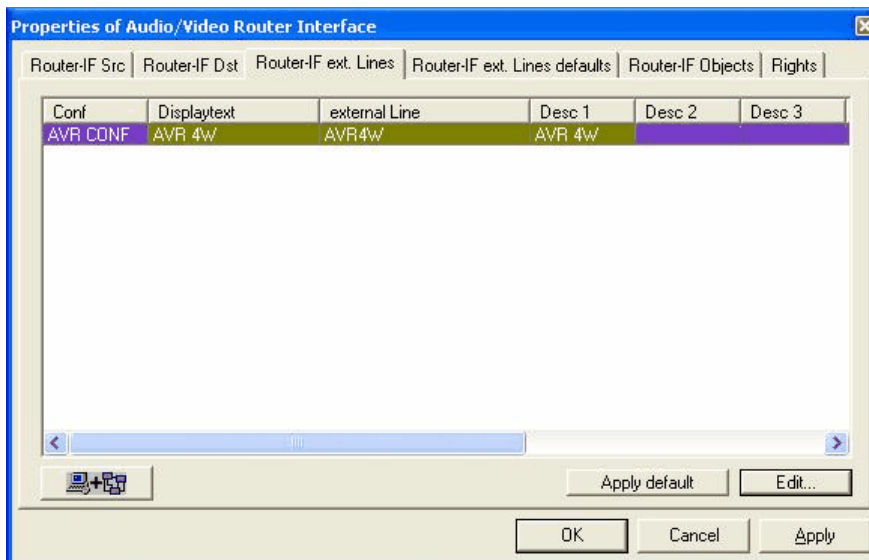 Properties of Audio/Video Router Interface
Router-IF Src Router-IF Dst Router-IF ext. Lines Router-IF ext. Lines defaults Router-IF Objects Rights
Conf Displaytext external Line Desc 1 Desc 2 Desc 3
AVR CONF AVR 4W AVR4W AVR 4W
Apply default Edit...
OK Cancel Apply